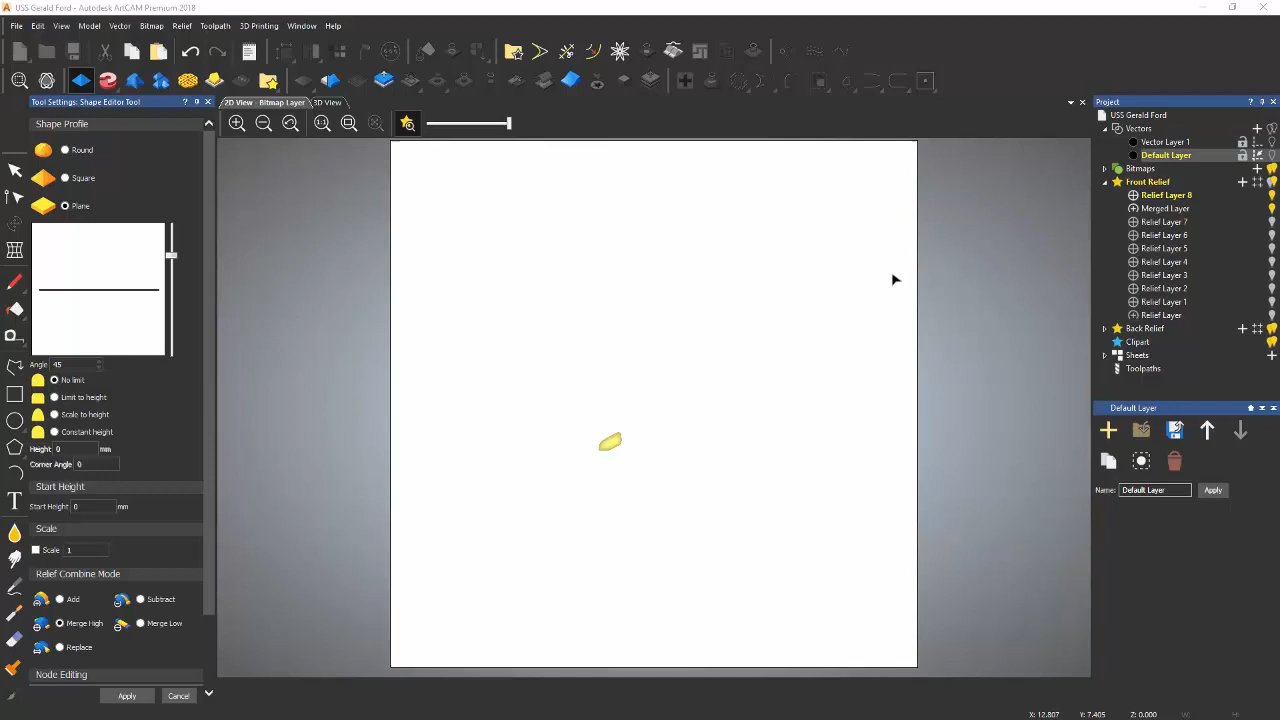 USS Gerald Ford - Autodesk ArtCAM Premium 2018
File Edit View Model Vector Bitmap Relief Toolpath 3D Printing Window Help
Tool Settings: Shape Editor Tool
2D View - Bitmap Layer
3D View
Project
Shape Profile
Round
Square
Plane
Angle 45
No limit
Limit to height
Scale to height
Constant height
Height 0 mm
Corner Angle 0
Start Height
Start Height 0 mm
Scale
Scale 1
Relief Combine Mode
Add Subtract
Merge High Merge Low
Replace
Node Editing
Apply Cancel
USS Gerald Ford
Vectors
Vector Layer 1
Default Layer
Bitmaps
Front Relief
Relief Layer 8
Merged Layer
Relief Layer 7
Relief Layer 6
Relief Layer 5
Relief Layer 4
Relief Layer 3
Relief Layer 2
Relief Layer 1
Relief Layer
Back Relief
Clipart
Sheets
Toolpaths
Default Layer
Name: Default Layer Apply
X: 12.807 Y: 7.405 Z: 0.000 W: H: